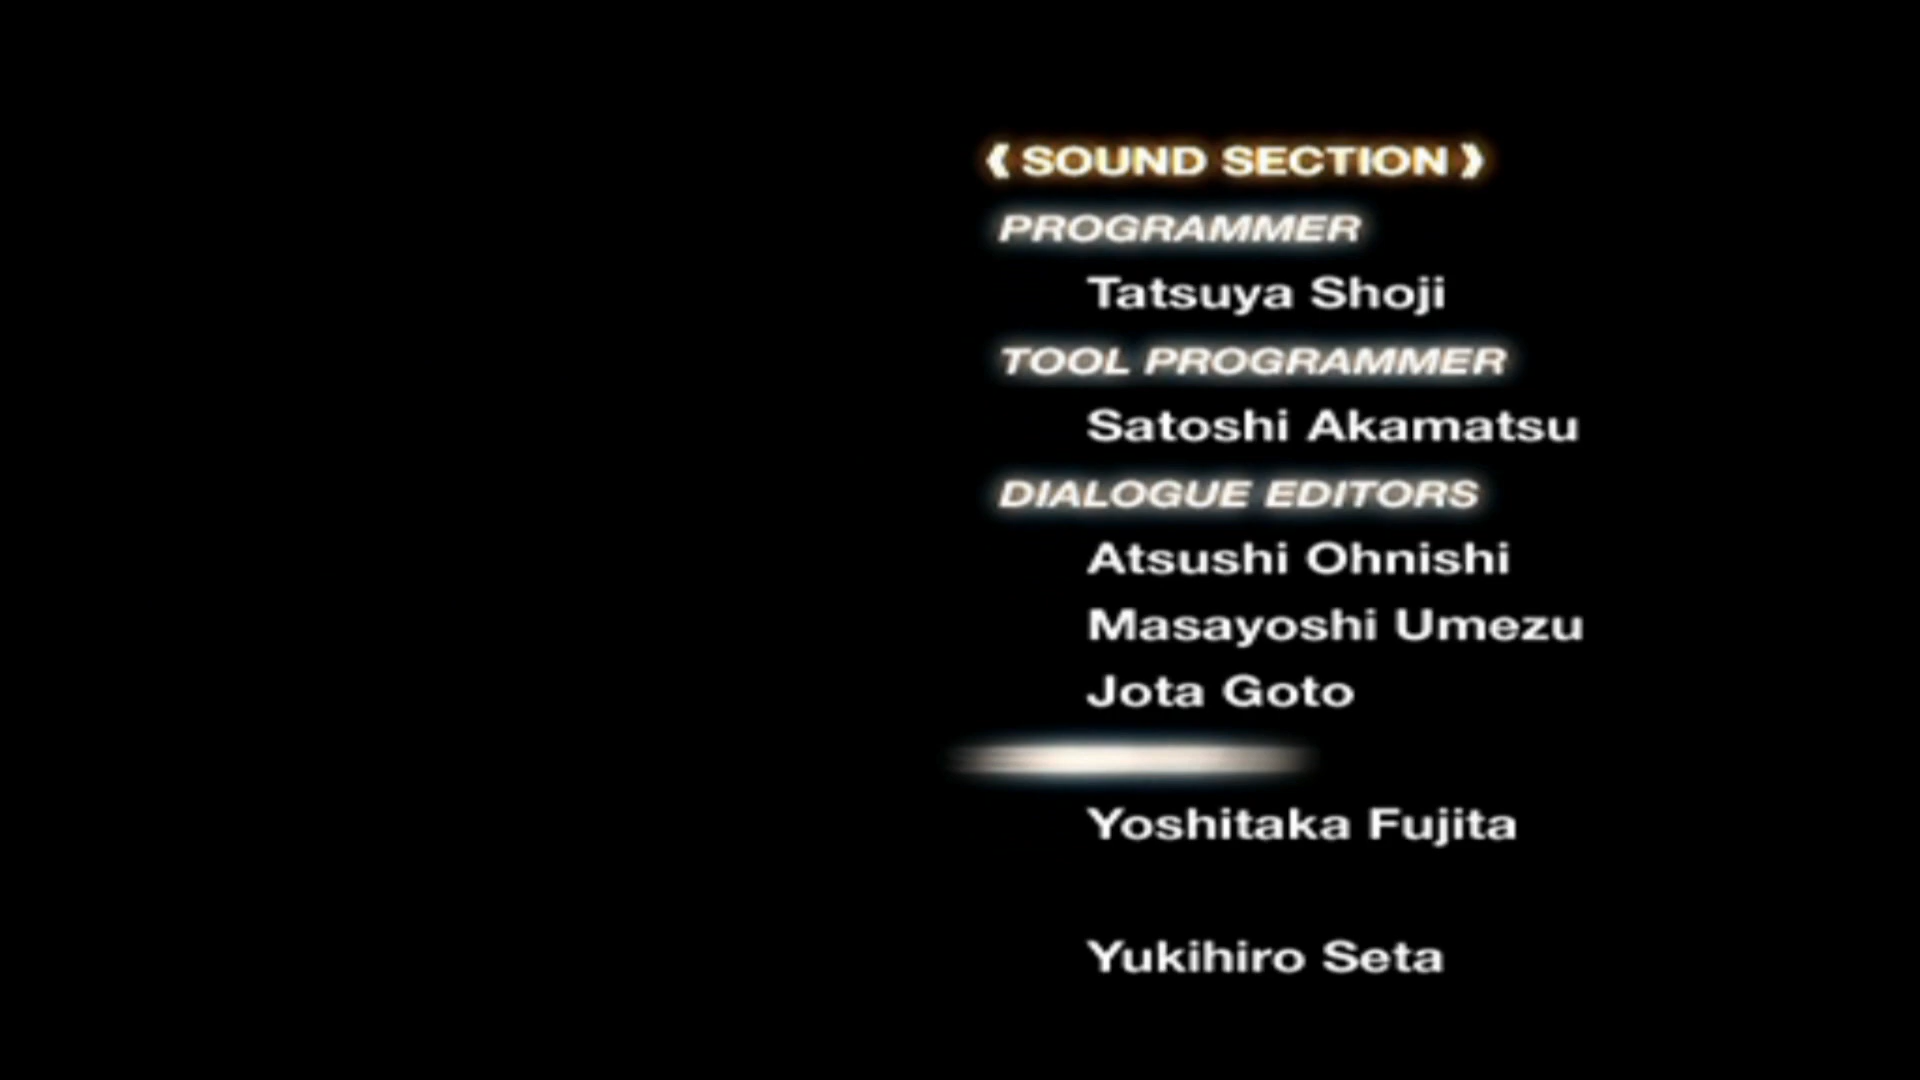 ❰ SOUND SECTION ❱
PROGRAMMER
Tatsuya Shoji
TOOL PROGRAMMER
Satoshi Akamatsu
DIALOGUE EDITORS
Atsushi Ohnishi
Masayoshi Umezu
Jota Goto
Yoshitaka Fujita
Yukihiro Seta